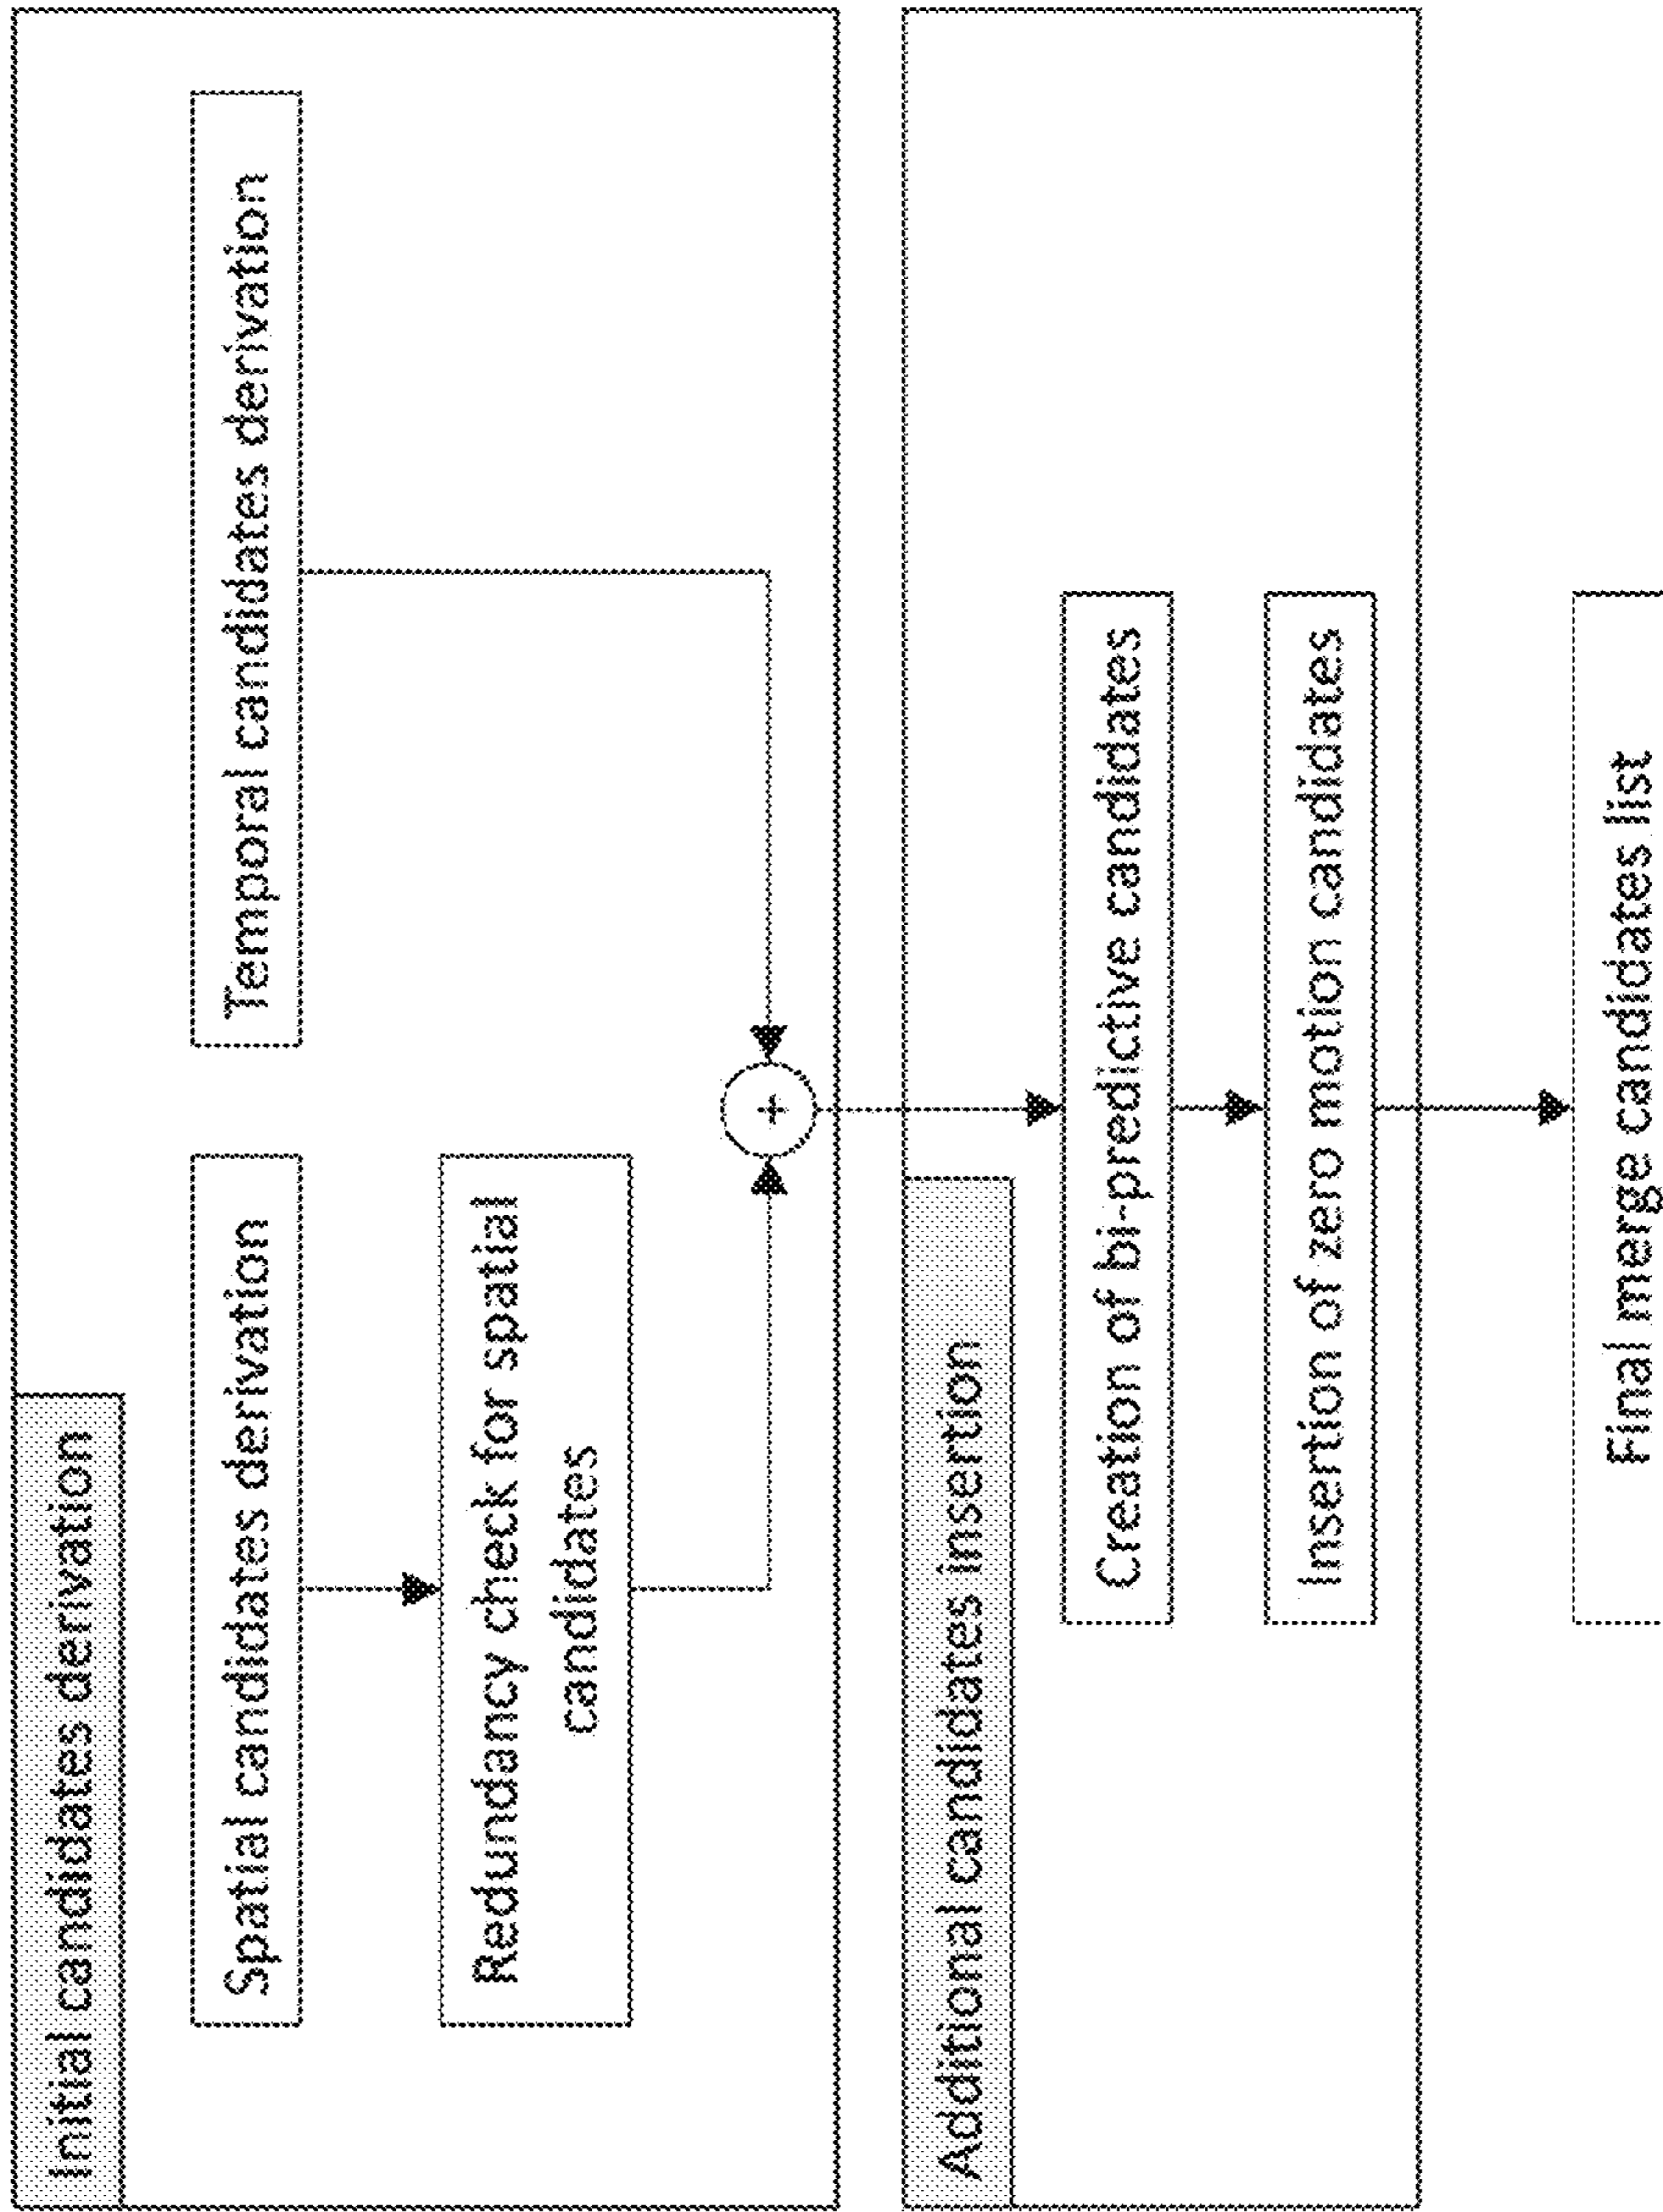 Initial candidates derivation
Spatial candidates derivation
Temporal candidates derivation
Redundancy check for spatial
candidates
+
Additional candidates insertion
Creation of bi-predictive candidates
Insertion of zero motion candidates
Final merge candidates list